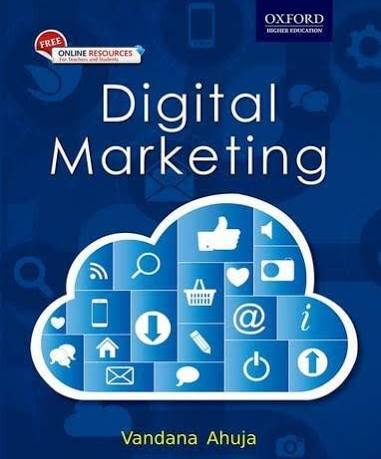 OXFORD
HIGHER EDUCATION
FREE
ONLINE RESOURCES
For Teachers and Students
Digital
Marketing
@
i
Vandana Ahuja